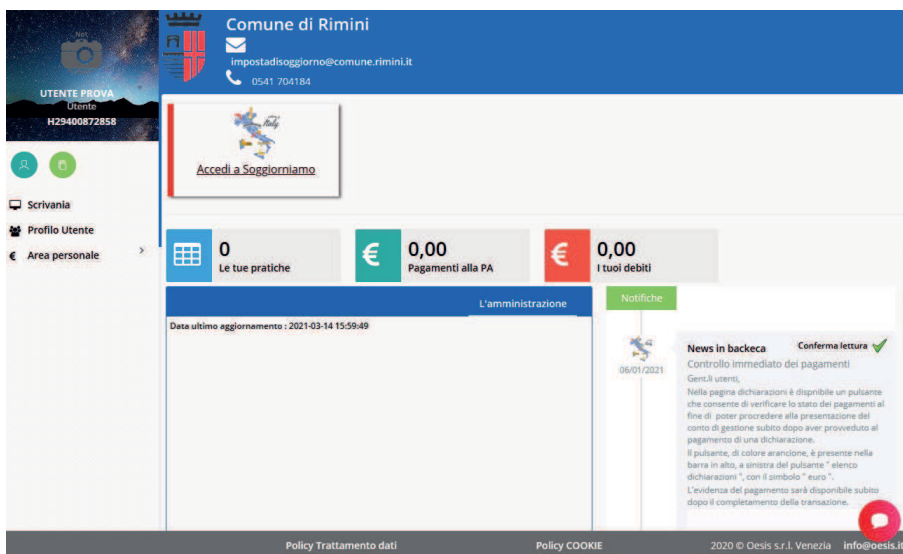 Not
UTENTE PROVA
Utente
H29400872858
Scrivania
Profilo Utente
€ Area personale
Comune di Rimini
impostadisoggiorno@comune.rimini.it
0541 704184
Italy
Accedi a Soggiorniamo
0
Le tue pratiche
€
0,00
Pagamenti alla PA
€
0,00
I tuoi debiti
L'amministrazione
Data ultimo aggiornamento : 2021-03-14 15:59:49
Notifiche
06/01/2021
News in backeca
Conferma lettura
Controllo immediato dei pagamenti
Gent.li utenti,
Nella pagina dichiarazioni è dispnibile un pulsante
che consente di verificare lo stato dei pagamenti al
fine di poter procredere alla presentazione del
conto di gestione subito dopo aver provveduto al
pagamento di una dichiarazione.
Il pulsante, di colore arancione, è presente nella
barra in alto, a sinistra del pulsante " elenco
dichiarazioni ", con il simbolo " euro ".
L'evidenza del pagamento sarà disponibile subito
dopo il completamento della transazione.
Policy Trattamento dati
Policy COOKIE
2020 © Oesis s.r.l. Venezia
info@oesis.it